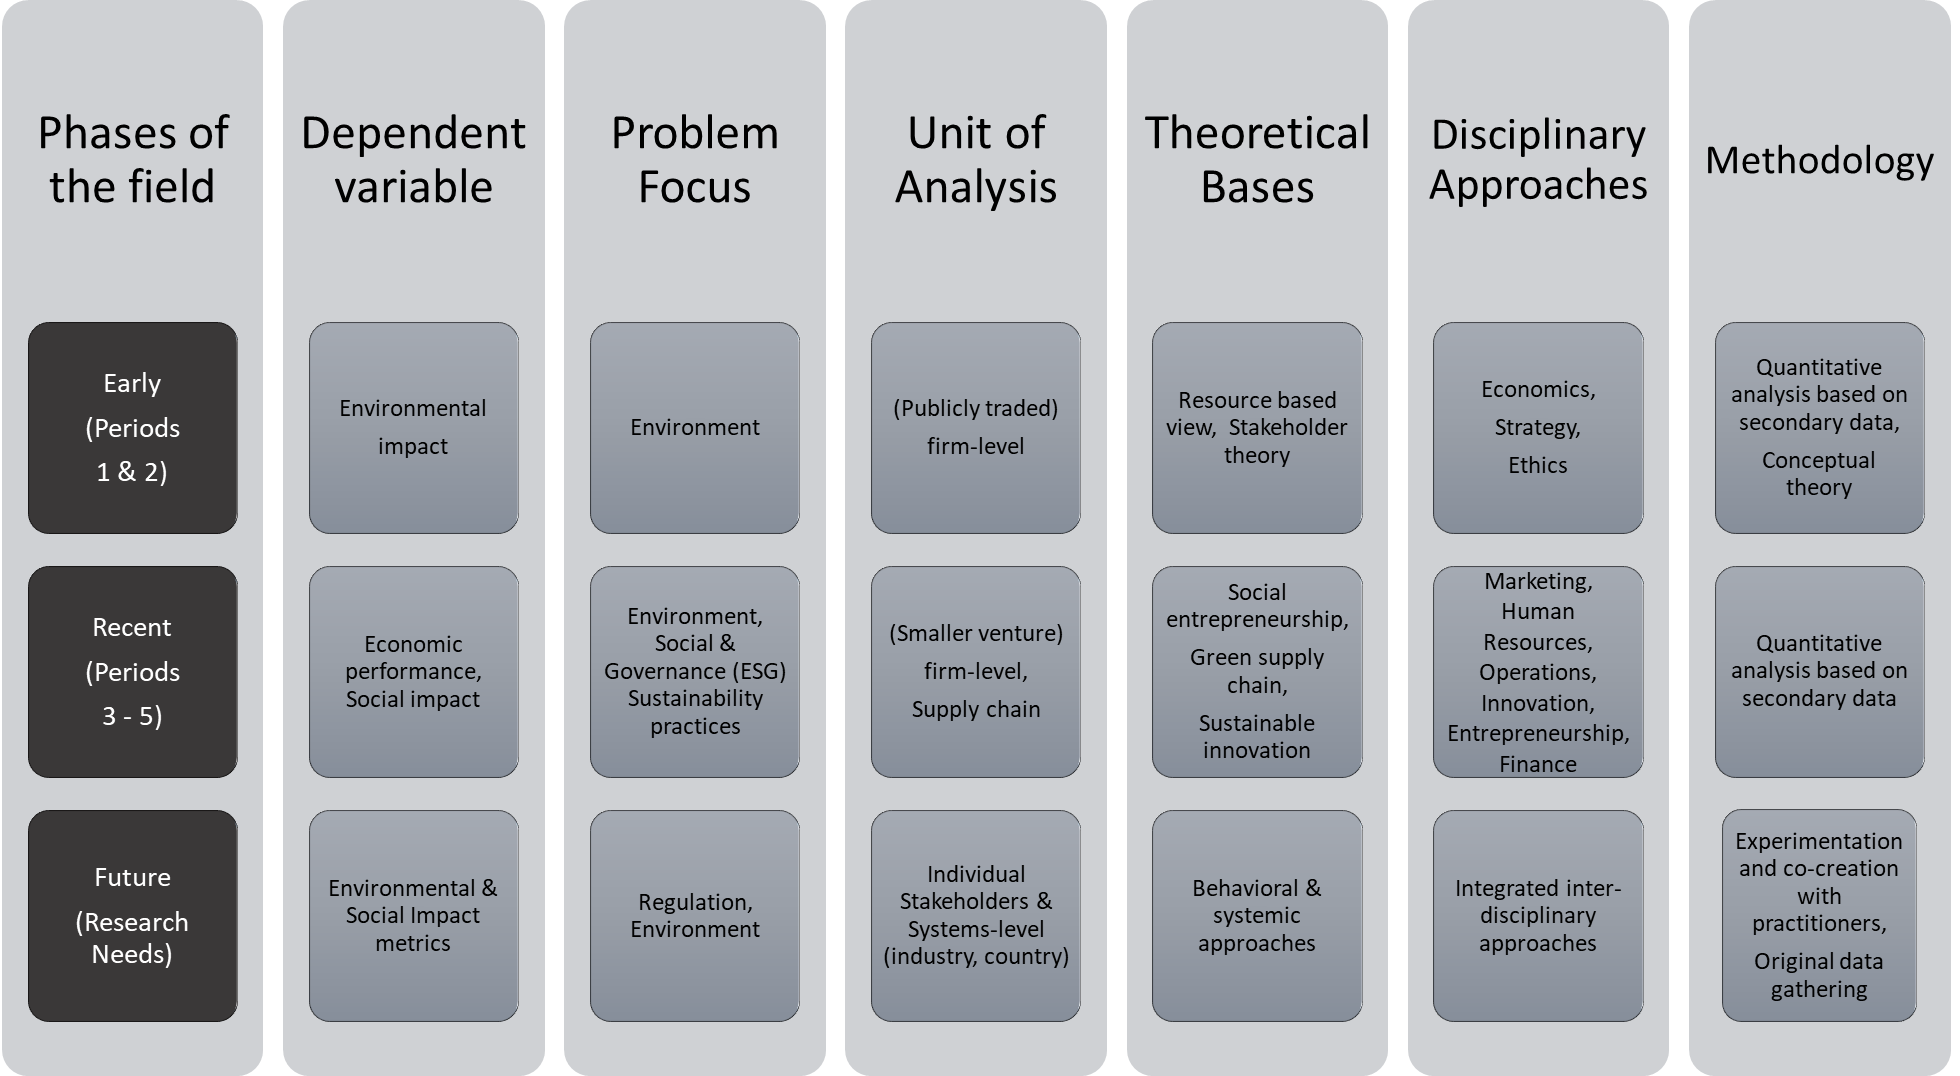 Phases of
the field
Dependent
variable
Problem
Focus
Unit of
Analysis
Theoretical
Bases
Disciplinary
Approaches
Methodology
Early
(Periods
1 & 2)
Environmental
impact
Environment
(Publicly traded)
firm-level
Resource based
view,  Stakeholder
theory
Economics,
Strategy,
Ethics
Quantitative
analysis based on
secondary data,
Conceptual
theory
Recent
(Periods
3 - 5)
Economic
performance,
Social impact
Environment,
Social &
Governance (ESG)
Sustainability
practices
(Smaller venture)
firm-level,
Supply chain
Social
entrepreneurship,
Green supply
chain,
Sustainable
innovation
Marketing,
Human
Resources,
Operations,
Innovation,
Entrepreneurship,
Finance
Quantitative
analysis based on
secondary data
Future
(Research
Needs)
Environmental &
Social Impact
metrics
Regulation,
Environment
Individual
Stakeholders &
Systems-level
(industry, country)
Behavioral &
systemic
approaches
Integrated inter-
disciplinary
approaches
Experimentation
and co-creation
with
practitioners,
Original data
gathering